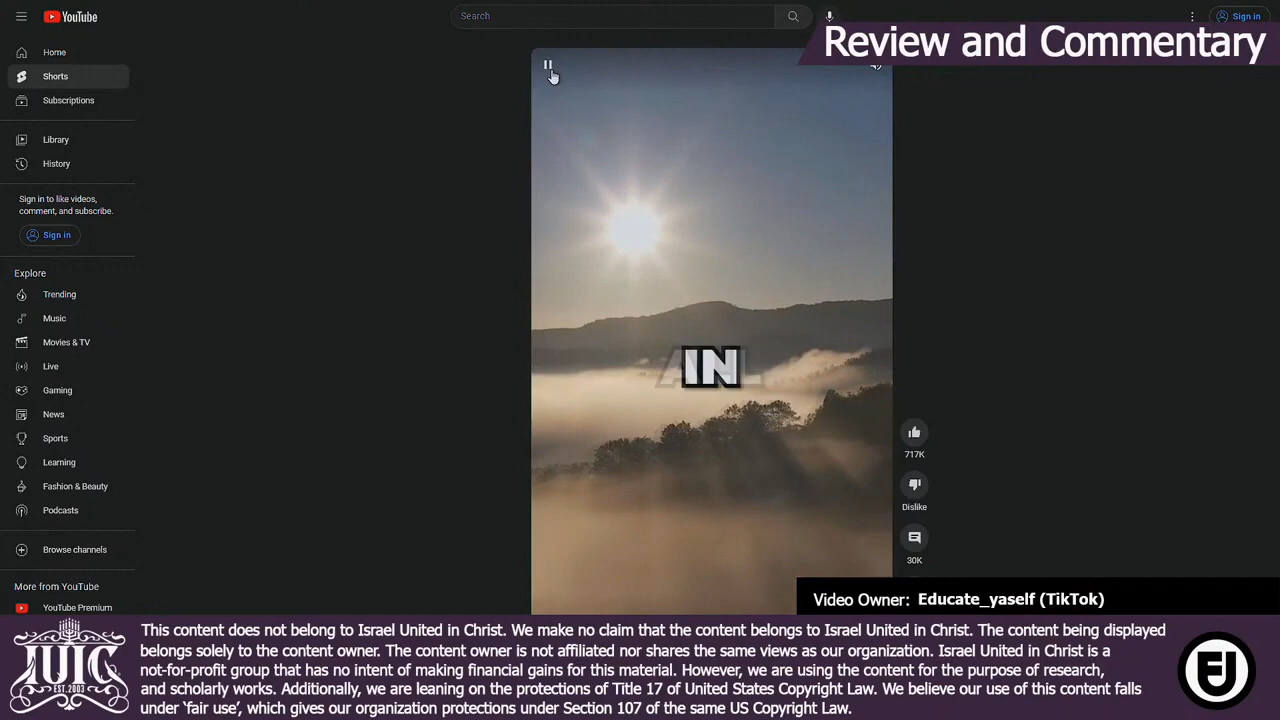 YouTube
Search
Sign in
Review and Commentary
Home
Shorts
Subscriptions
Library
History
Sign in to like videos,
comment, and subscribe.
Sign in
Explore
Trending
Music
Movies & TV
Live
Gaming
News
Sports
Learning
Fashion & Beauty
Podcasts
Browse channels
More from YouTube
YouTube Premium
IN
717K
Dislike
30K
Video Owner: Educate_yaself (TikTok)
IUIC
EST.2003
This content does not belong to Israel United in Christ. We make no claim that the content belongs to Israel United in Christ. The content being displayed
belongs solely to the content owner. The content owner is not affiliated nor shares the same views as our organization. Israel United in Christ is a
not-for-profit group that has no intent of making financial gains for this material. However, we are using the content for the purpose of research,
and scholarly works. Additionally, we are leaning on the protections of Title 17 of United States Copyright Law. We believe our use of this content falls
under ‘fair use’, which gives our organization protections under Section 107 of the same US Copyright Law.